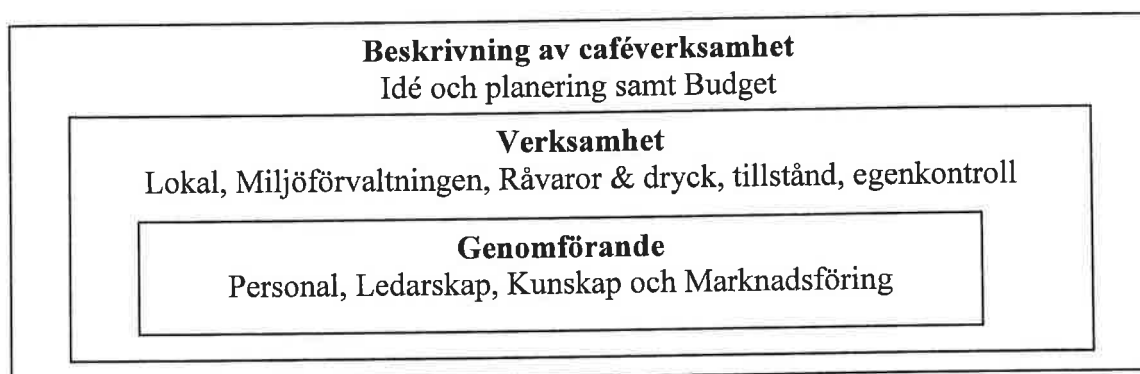 Beskrivning av caféverksamhet
Idé och planering samt Budget
Verksamhet
Lokal, Miljöförvaltningen, Råvaror & dryck, tillstånd, egenkontroll
Genomförande
Personal, Ledarskap, Kunskap och Marknadsföring